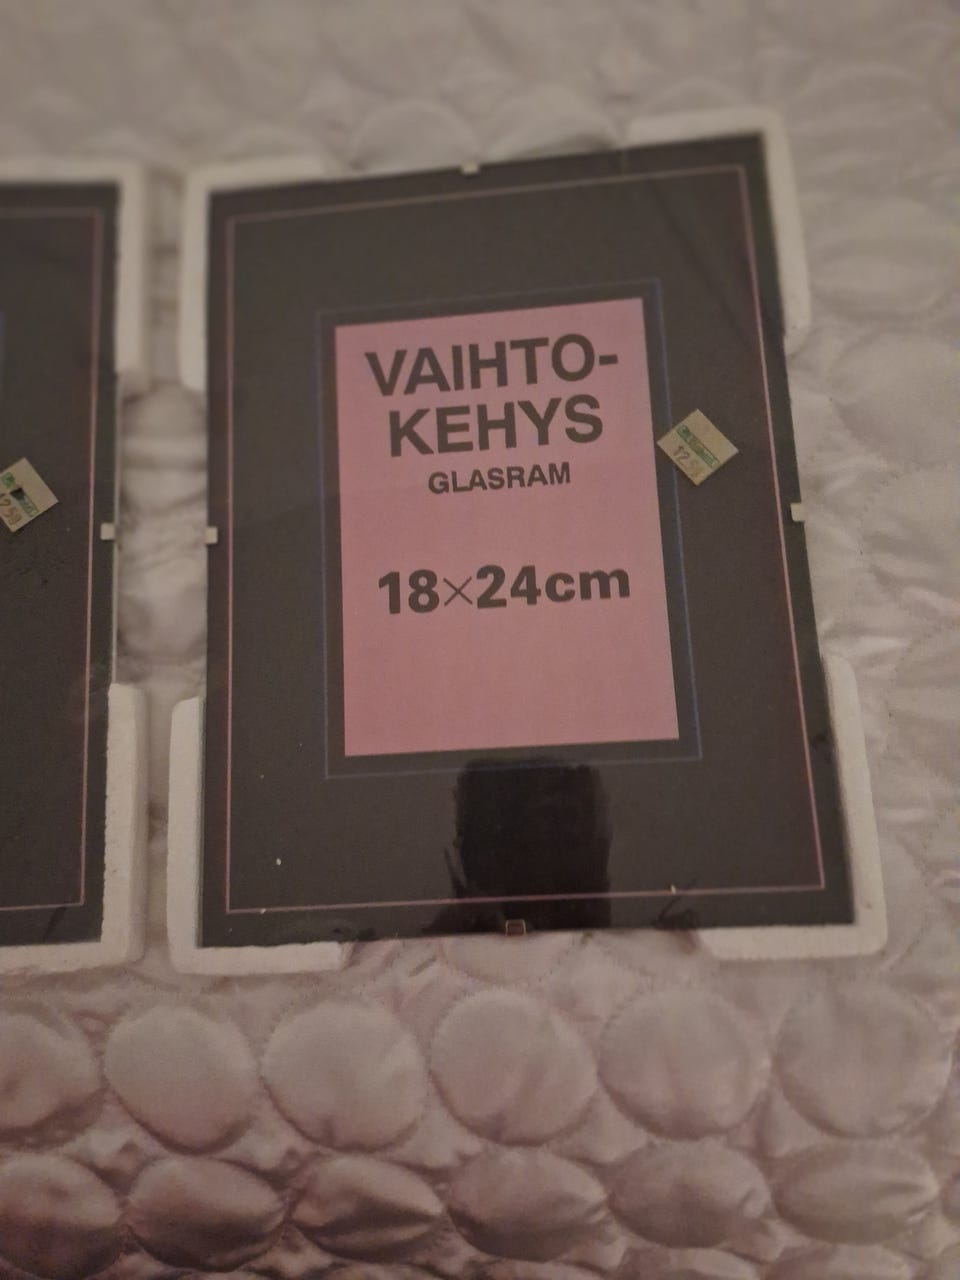 VAIHTO-
KEHYS
GLASRAM
18×24cm